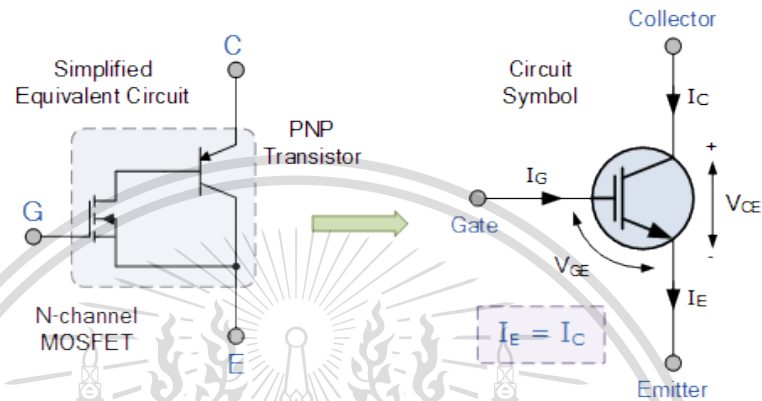 Simplified
Equivalent Circuit
C
PNP
Transistor
G
N-channel
MOSFET
E
Collector
Circuit
Symbol
IC
+
IG
Gate
VCE
VGE
-
IE
IE = IC
Emitter